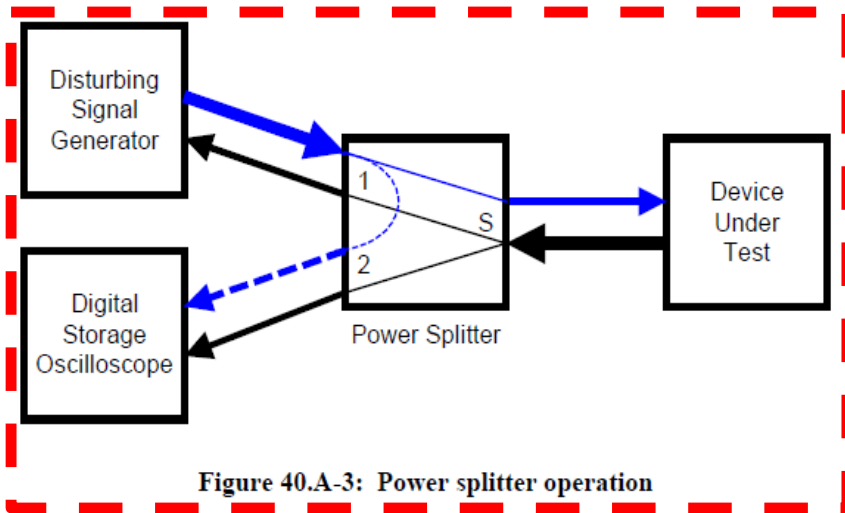 Disturbing
Signal
Generator
1
S
2
Device
Under
Test
Digital
Storage
Oscilloscope
Power Splitter
Figure 40.A-3: Power splitter operation